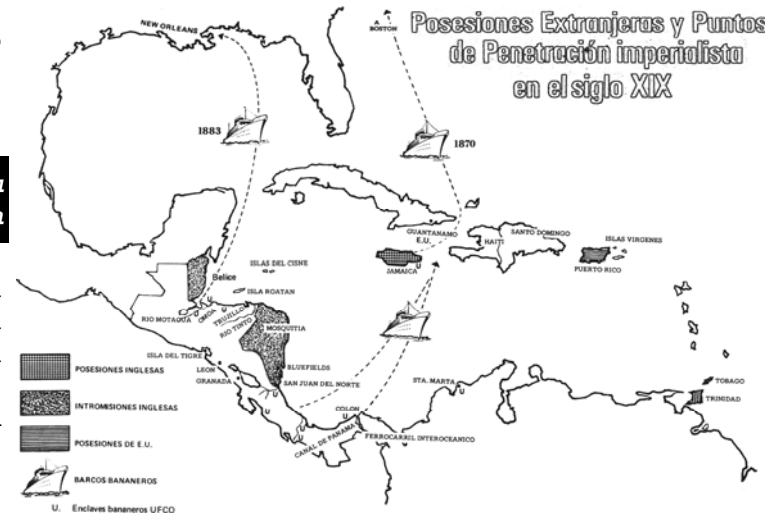 Posesiones Extranjeras y Puntos
de Penetración imperialista
en el siglo XIX
NEW ORLEANS
A
BOSTON
1883
1870
GUANTANAMO
E.U.
SANTO DOMINGO
HAITI
ISLAS VIRGENES
JAMAICA
U
PUERTO RICO
Belice
ISLAS DEL CISNE
ISLA ROATAN
U
U
RIO MOTAGUA
OMOA
TRUJILLO
RIO TINTO
MOSQUITIA
ISLA DEL TIGRE
LEON
GRANADA
BLUEFIELDS
SAN JUAN DEL NORTE
U
U
U
COLON
U
STA. MARTA
U
TOBAGO
TRINIDAD
CANAL DE PANAMA
FERROCARRIL INTEROCEANICO
POSESIONES INGLESAS
INTROMISIONES INGLESAS
POSESIONES DE E.U.
BARCOS BANANEROS
U. Enclaves bananeros UFCO
a
n